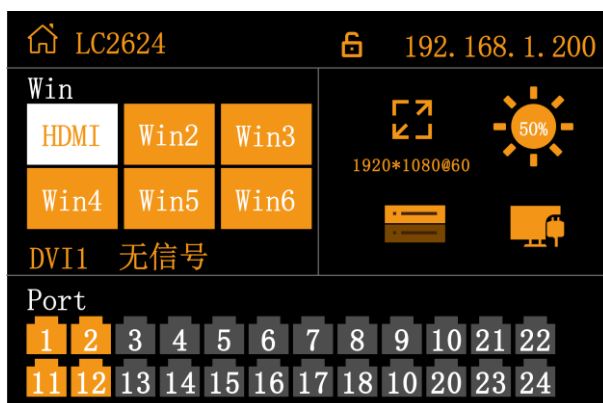 LC2624 192.168.1.200
Win
HDMI Win2 Win3
50%
1920*1080@60
Win4 Win5 Win6
DVI1 无信号
Port
1 2 3 4 5 6 7 8 9 10 21 22
11 12 13 14 15 16 17 18 10 20 23 24